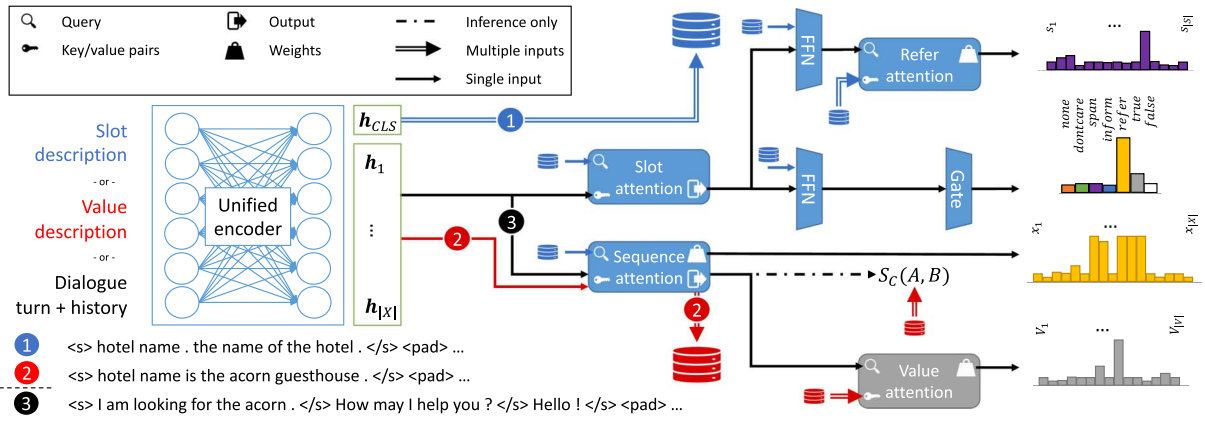 Query
Output
Inference only
Key/value pairs
Weights
Multiple inputs
Single input
Slot
description
- or -
Value
description
- or -
Dialogue
turn + history
Unified
encoder
h_CLS
h_1
⋮
h_|X|
1
2
3
Slot
attention
Sequence
attention
2
FFN
FFN
Refer
attention
Gate
S_C(A, B)
Value
attention
s_1 ... s_|S|
none
dontcare
span
inform
refer
true
false
x_1 ... x_|X|
V_1 ... V_|V|
1 <s> hotel name . the name of the hotel . </s> <pad> ...
2 <s> hotel name is the acorn guesthouse . </s> <pad> ...
3 <s> I am looking for the acorn . </s> How may I help you ? </s> Hello ! </s> <pad> ...